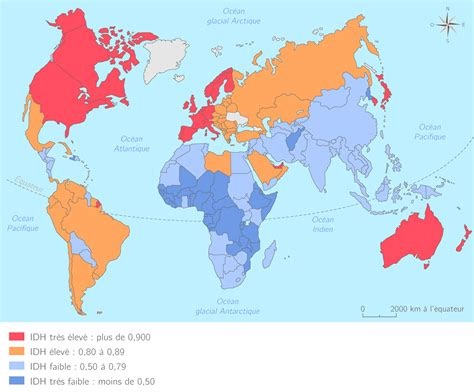 Océan
glacial Arctique
N
Océan
Atlantique
Océan
Pacifique
Équateur
Océan
Pacifique
Océan
Indien
Océan
glacial Antarctique
0 2000 km à l'équateur
IDH très élevé : plus de 0,900
IDH élevé : 0,80 à 0,89
IDH faible : 0,50 à 0,79
IDH très faible : moins de 0,50